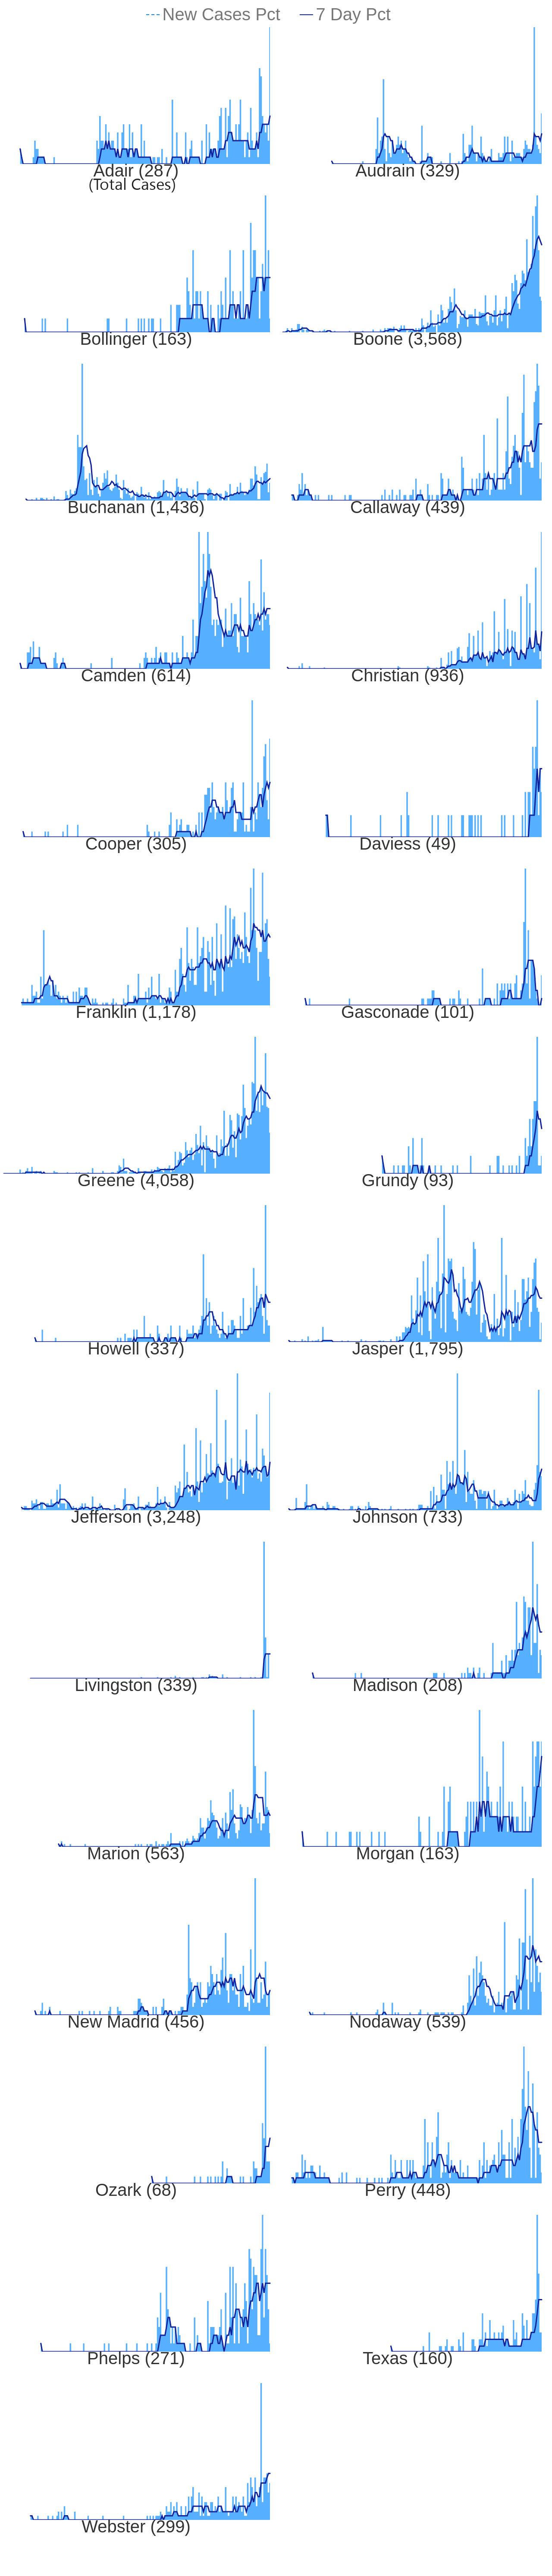 New Cases Pct 7 Day Pct
Adair (287) Audrain (329)
(Total Cases)
Bollinger (163) Boone (3,568)
Buchanan (1,436) Callaway (439)
Camden (614) Christian (936)
Cooper (305) Daviess (49)
Franklin (1,178) Gasconade (101)
Greene (4,058) Grundy (93)
Howell (337) Jasper (1,795)
Jefferson (3,248) Johnson (733)
Livingston (339) Madison (208)
Marion (563) Morgan (163)
New Madrid (456) Nodaway (539)
Ozark (68) Perry (448)
Phelps (271) Texas (160)
Webster (299)